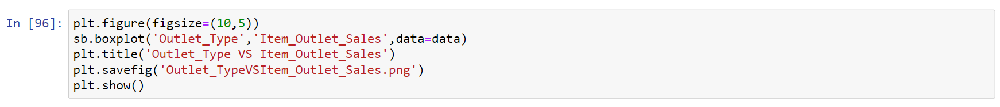 In [96]: plt.figure(figsize=(10,5))
sb.boxplot('Outlet_Type','Item_Outlet_Sales',data=data)
plt.title('Outlet_Type VS Item_Outlet_Sales')
plt.savefig('Outlet_TypeVSItem_Outlet_Sales.png')
plt.show()